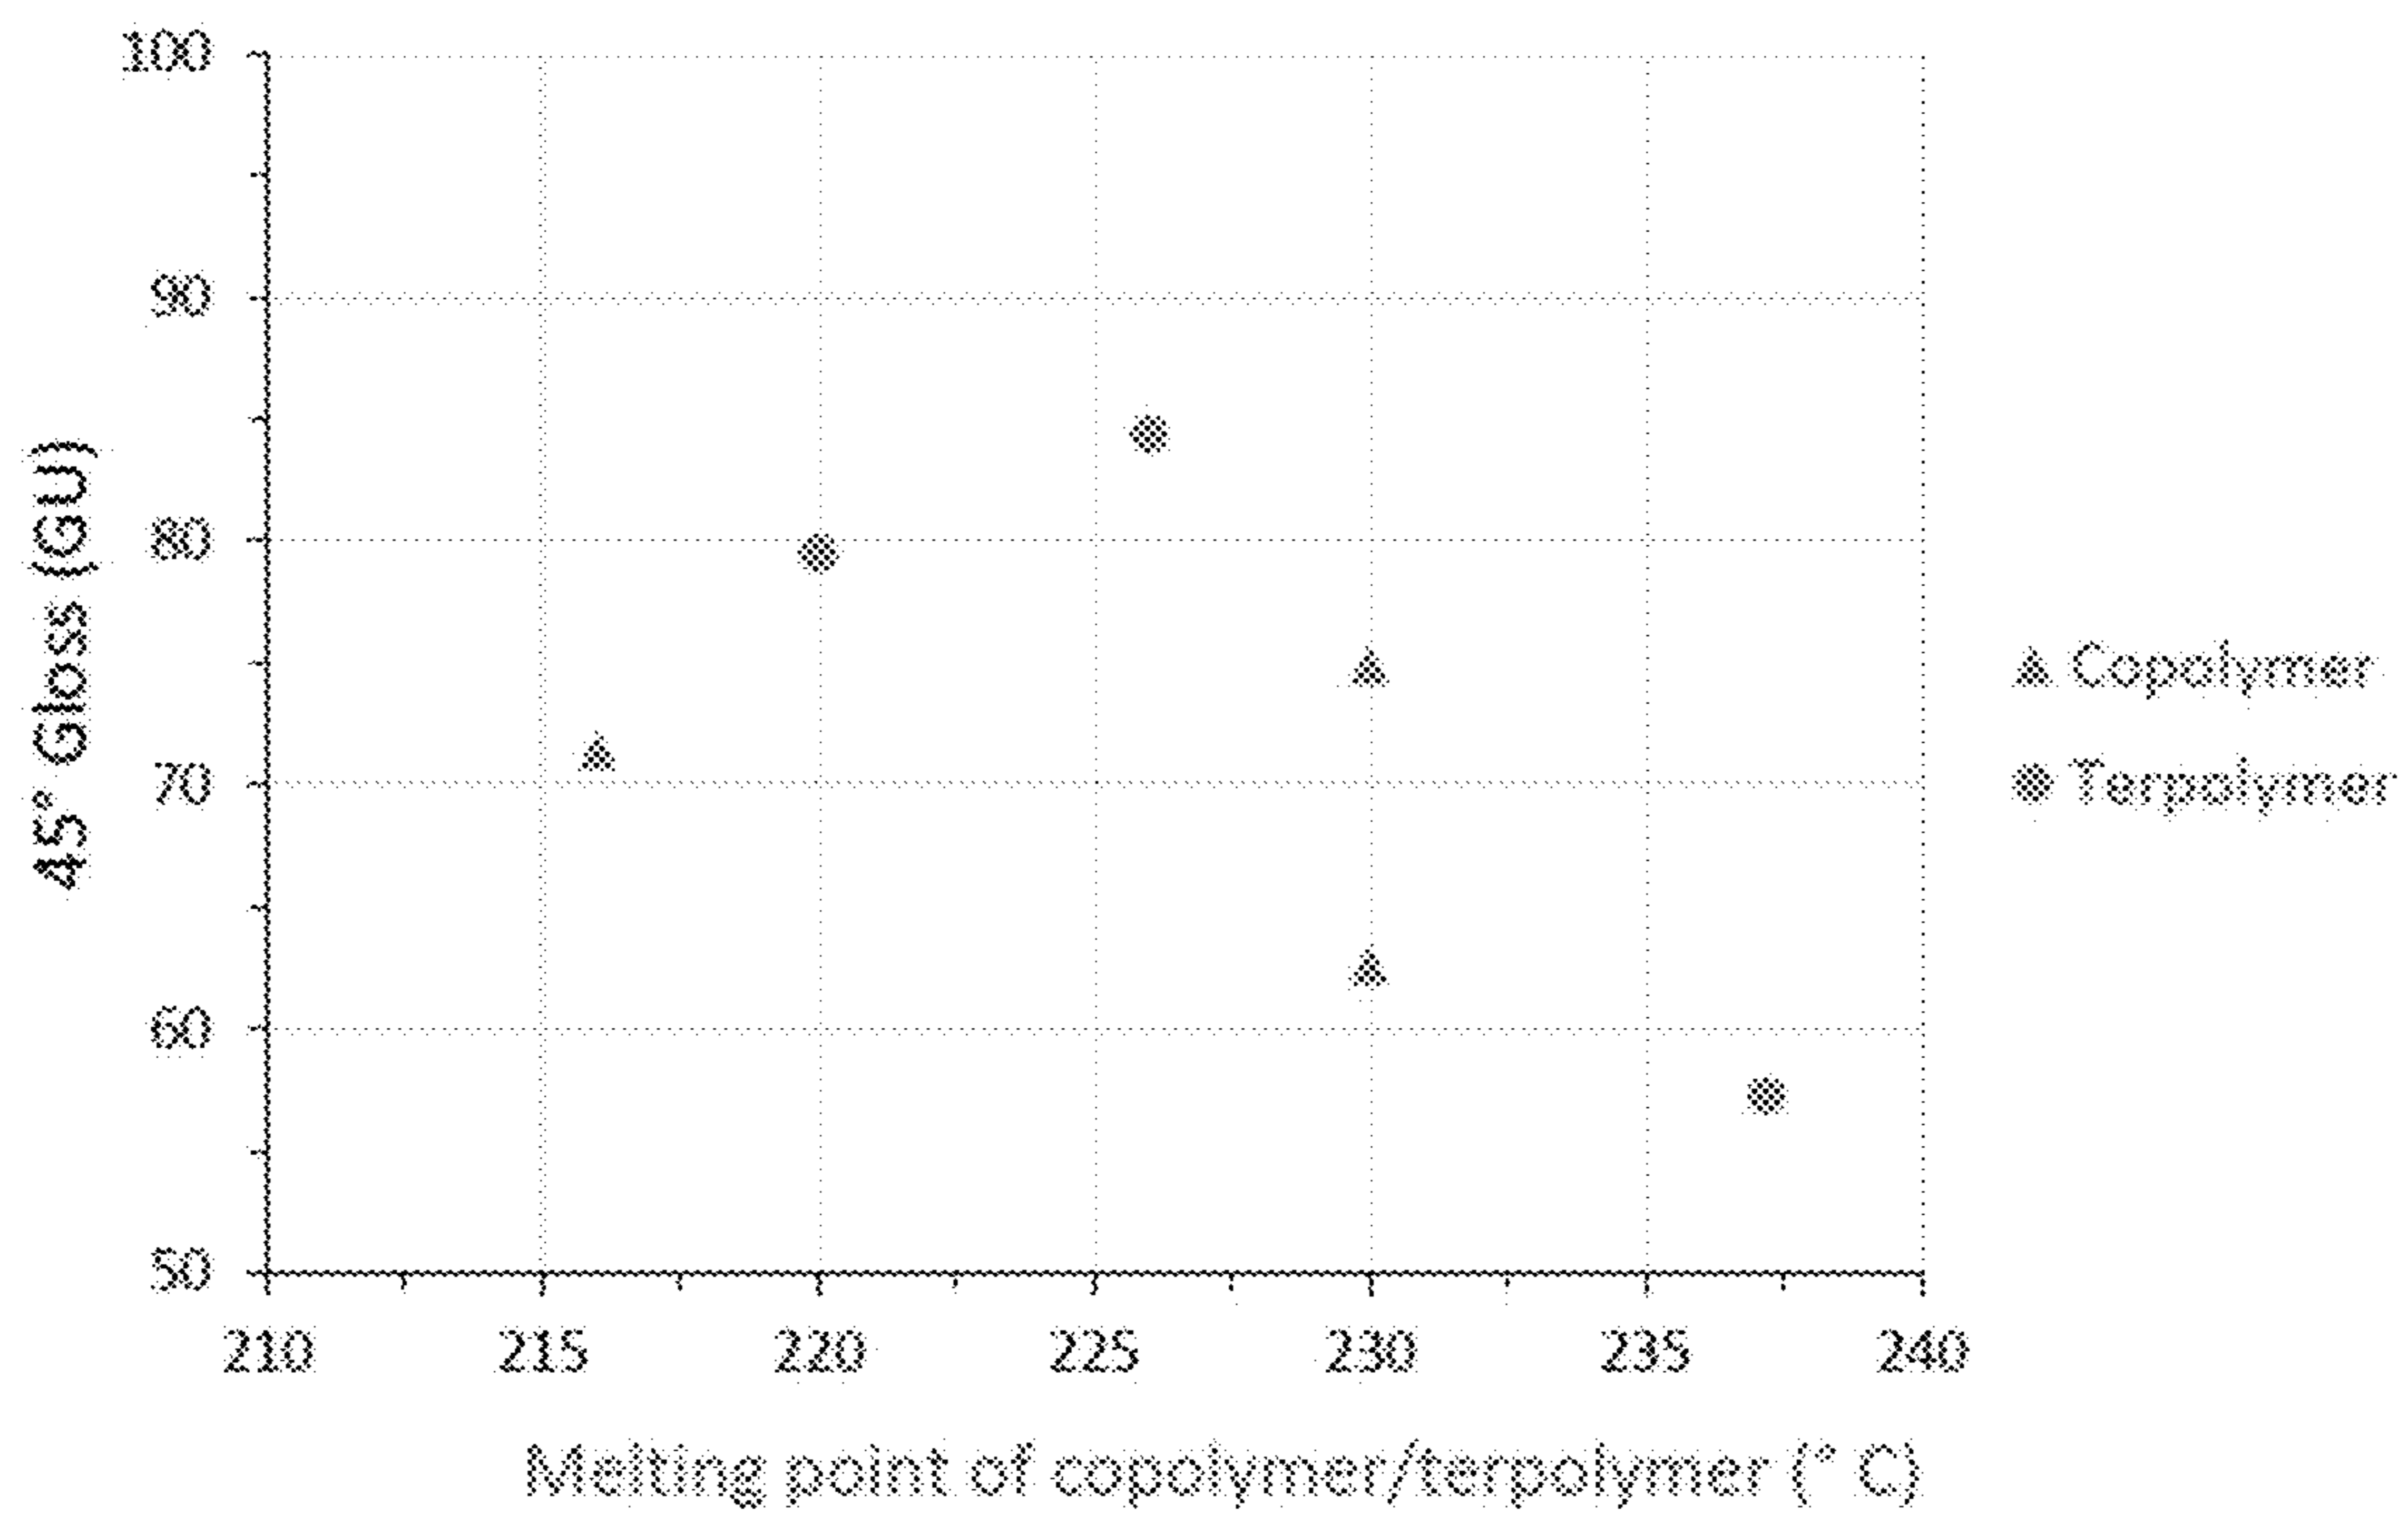 100
90
80
70
60
50
45° Gloss (GU)
210 215 220 225 230 235 240
Melting point of copolymer/terpolymer (° C)
Copolymer
Terpolymer